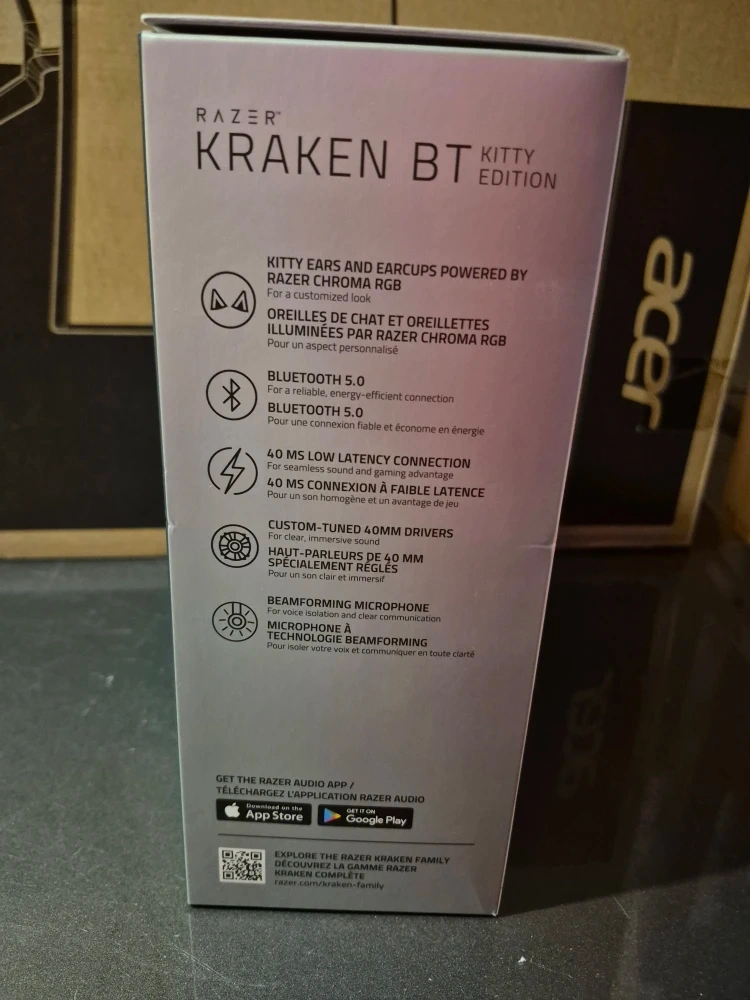 RAZER™
KRAKEN BT KITTY EDITION
KITTY EARS AND EARCUPS POWERED BY
RAZER CHROMA RGB
For a customized look
OREILLES DE CHAT ET OREILLETTES
ILLUMINÉES PAR RAZER CHROMA RGB
Pour un aspect personnalisé
BLUETOOTH 5.0
For a reliable, energy-efficient connection
BLUETOOTH 5.0
Pour une connexion fiable et économe en énergie
40 MS LOW LATENCY CONNECTION
For seamless sound and gaming advantage
40 MS CONNEXION À FAIBLE LATENCE
Pour un son homogène et un avantage de jeu
CUSTOM-TUNED 40MM DRIVERS
For clear, immersive sound
HAUT-PARLEURS DE 40 MM
SPÉCIALEMENT RÉGLÉS
Pour un son clair et immersif
BEAMFORMING MICROPHONE
For voice isolation and clear communication
MICROPHONE À
TECHNOLOGIE BEAMFORMING
Pour isoler votre voix et communiquer en toute clarté
GET THE RAZER AUDIO APP /
TÉLÉCHARGEZ L'APPLICATION RAZER AUDIO
Download on the
App Store
GET IT ON
Google Play
EXPLORE THE RAZER KRAKEN FAMILY
DÉCOUVREZ LA GAMME RAZER
KRAKEN COMPLÈTE
razer.com/kraken-family
acer